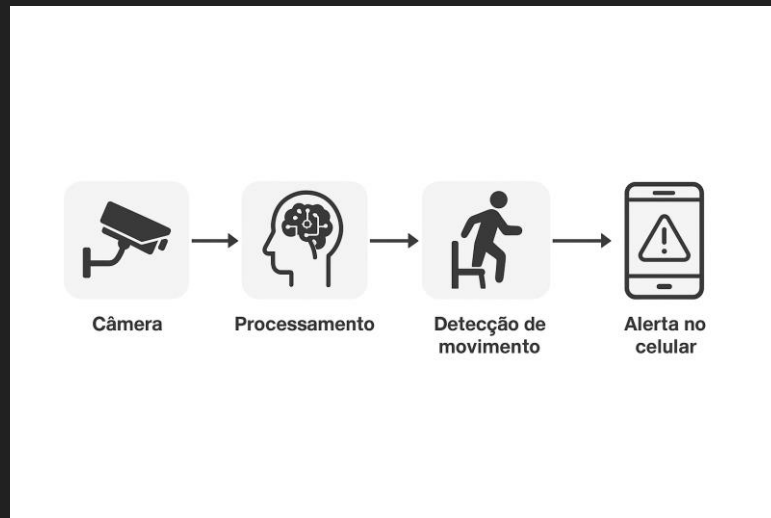 Câmera
Processamento
Detecção de
movimento
Alerta no
celular